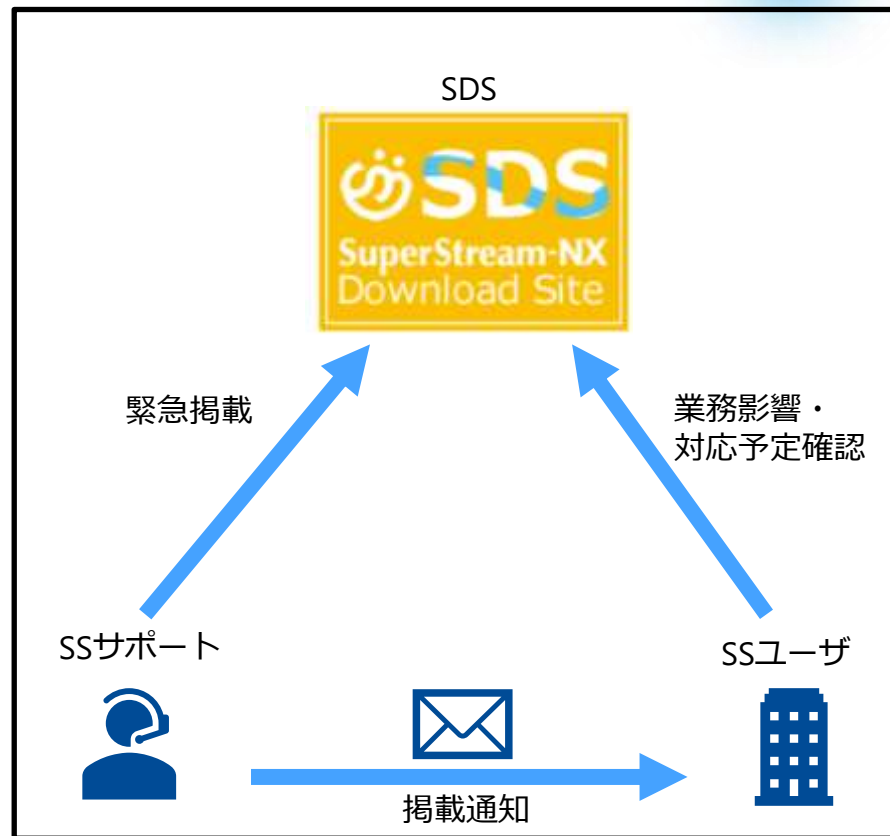 SDS
SDS
SuperStream-NX
Download Site
緊急掲載
業務影響・
対応予定確認
SSサポート
SSユーザ
掲載通知